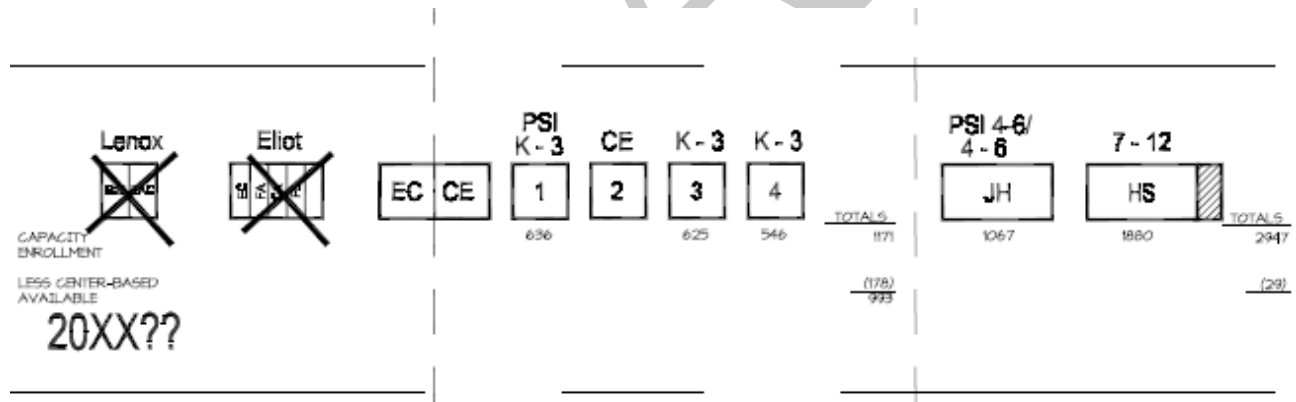 Lenox
Eliot
PSI
K - 3
CE
K - 3
K - 3
PSI 4-6/
4 - 6
7 - 12
EC
FA
EC
CE
1
2
3
4
JH
HS
TOTALS
TOTALS
CAPACITY
636
625
546
1171
1067
1880
2947
ENROLLMENT
LESS CENTER-BASED
(178)
(29)
AVAILABLE
993
20XX??